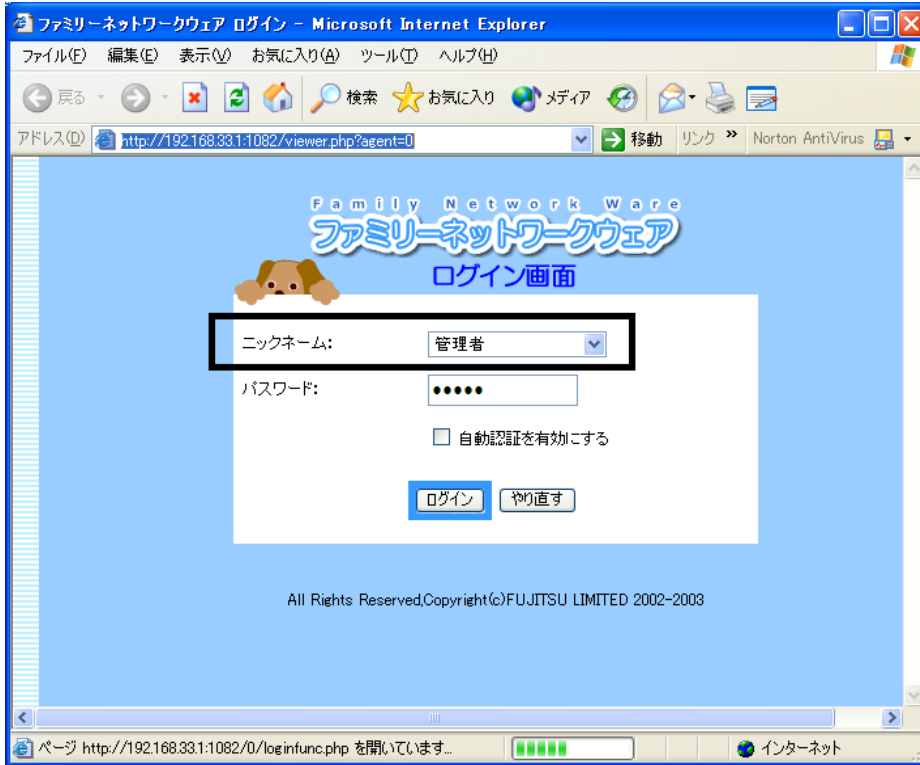 ファミリーネットワークウェア ログイン - Microsoft Internet Explorer
ファイル(F) 編集(E) 表示(V) お気に入り(A) ツール(T) ヘルプ(H)
戻る 検索 お気に入り メディア
アドレス(D) http://192.168.33.1:1082/viewer.php?agent=0 移動 リンク » Norton AntiVirus
Family Network Ware
ファミリーネットワークウェア
ログイン画面
ニックネーム: 管理者
パスワード: •••••
自動認証を有効にする
ログイン やり直す
All Rights Reserved,Copyright(c)FUJITSU LIMITED 2002-2003
ページ http://192.168.33.1:1082/0/loginfunc.php を開いています... インターネット